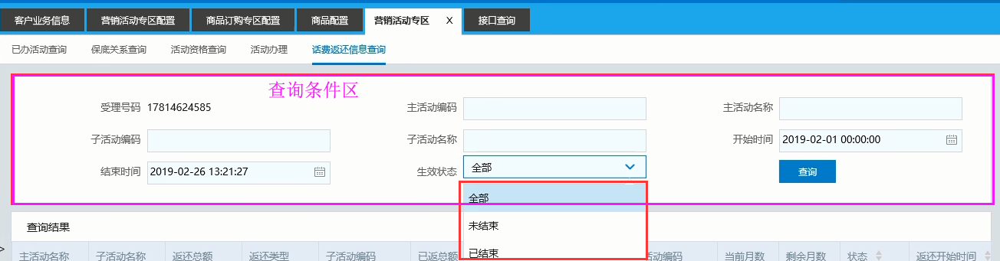 客户业务信息 营销活动专区配置 商品订购专区配置 商品配置 营销活动专区 X 接口查询
已办活动查询 保底关系查询 活动资格查询 活动办理 话费返还信息查询
查询条件区
受理号码 17814624585 主活动编码 主活动名称
子活动编码 子活动名称 开始时间 2019-02-01 00:00:00
结束时间 2019-02-26 13:21:27 生效状态 全部 查询
全部
未结束
已结束
查询结果
> 主活动名称 子活动名称 返还总额 返还类型 子活动编码 已返总额 活动编码 当前月数 剩余月数 状态 返还开始时间